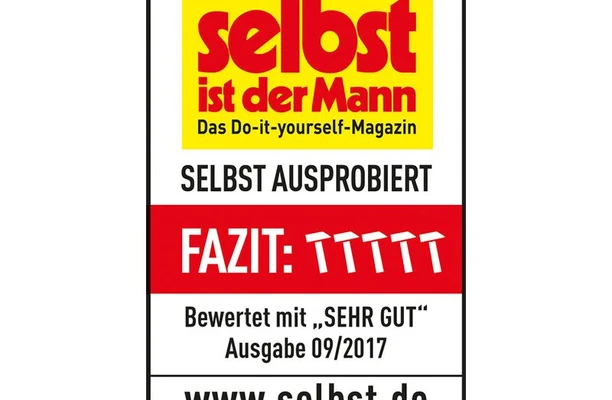 selbst
ist der Mann
Das Do-it-yourself-Magazin
SELBST AUSPROBIERT
FAZIT:
Bewertet mit „SEHR GUT“
Ausgabe 09/2017
www.selbst.de